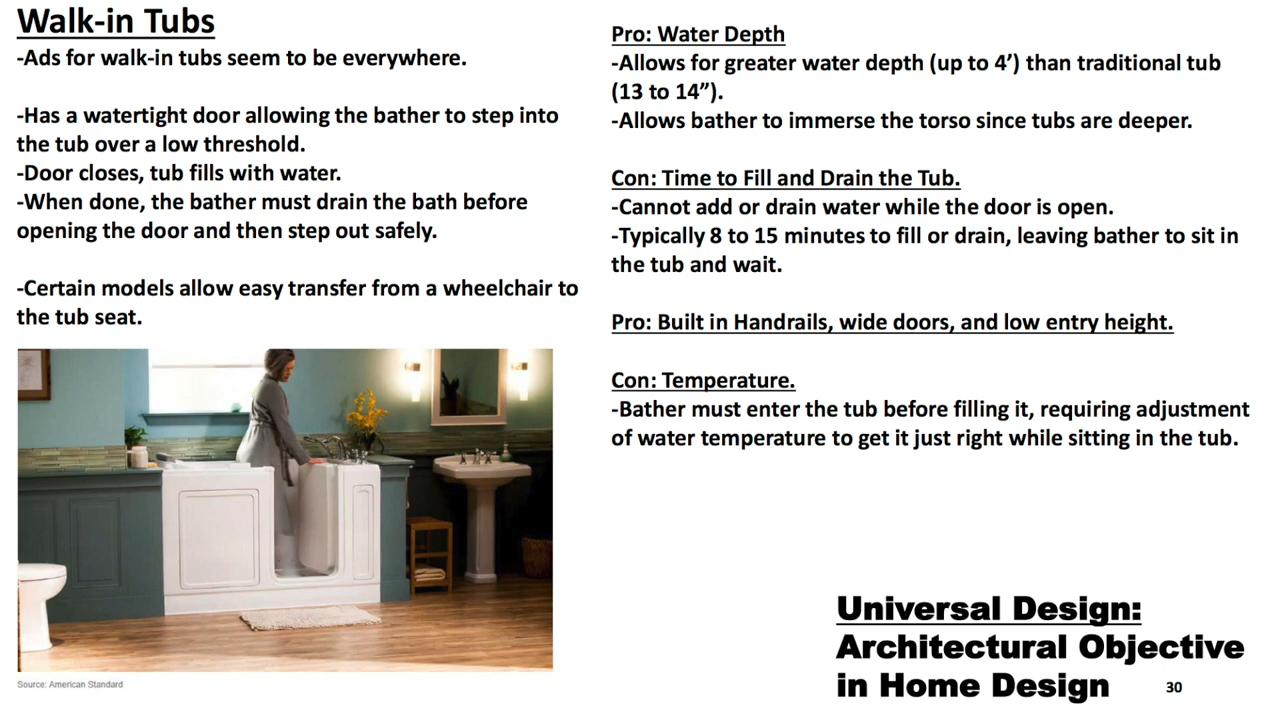 Walk-in Tubs
-Ads for walk-in tubs seem to be everywhere.
-Has a watertight door allowing the bather to step into
the tub over a low threshold.
-Door closes, tub fills with water.
-When done, the bather must drain the bath before
opening the door and then step out safely.
-Certain models allow easy transfer from a wheelchair to
the tub seat.
Source: American Standard
Pro: Water Depth
-Allows for greater water depth (up to 4’) than traditional tub
(13 to 14”).
-Allows bather to immerse the torso since tubs are deeper.
Con: Time to Fill and Drain the Tub.
-Cannot add or drain water while the door is open.
-Typically 8 to 15 minutes to fill or drain, leaving bather to sit in
the tub and wait.
Pro: Built in Handrails, wide doors, and low entry height.
Con: Temperature.
-Bather must enter the tub before filling it, requiring adjustment
of water temperature to get it just right while sitting in the tub.
Universal Design:
Architectural Objective
in Home Design
30